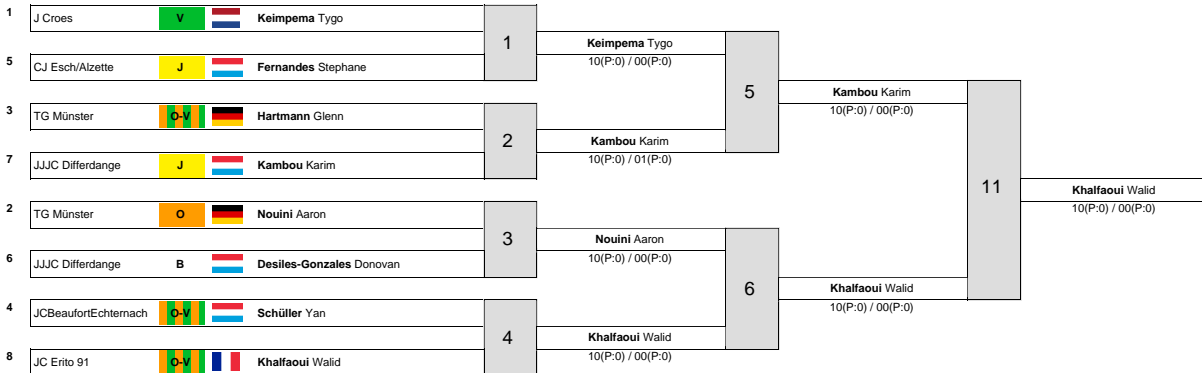 1 J Croes V Keimpema Tygo
1
Keimpema Tygo
10(P:0) / 00(P:0)
5 CJ Esch/Alzette J Fernandes Stephane
5
Kambou Karim
10(P:0) / 00(P:0)
3 TG Münster O-V Hartmann Glenn
2
Kambou Karim
10(P:0) / 01(P:0)
7 JJJC Differdange J Kambou Karim
11
Khalfaoui Walid
10(P:0) / 00(P:0)
2 TG Münster O Nouini Aaron
3
Nouini Aaron
10(P:0) / 00(P:0)
6 JJJC Differdange B Desiles-Gonzales Donovan
6
Khalfaoui Walid
10(P:0) / 00(P:0)
4 JCBeaufortEchternach O-V Schüller Yan
4
Khalfaoui Walid
10(P:0) / 00(P:0)
8 JC Erito 91 O-V Khalfaoui Walid